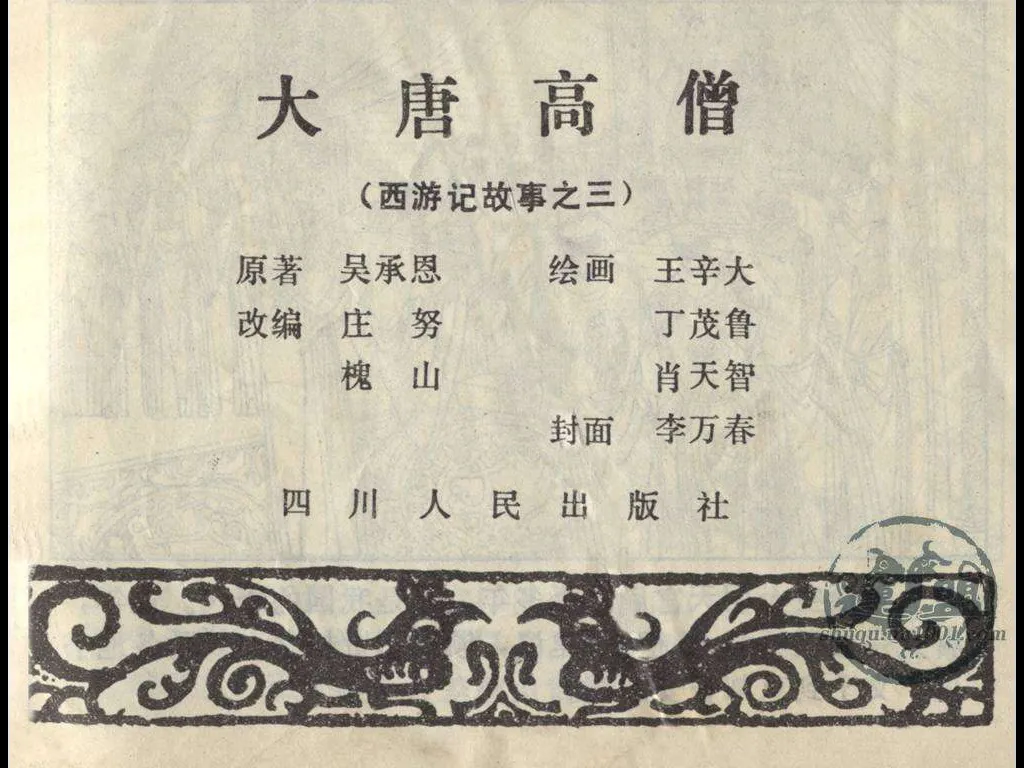 大唐高僧
（西游记故事之三）
原著 吴承恩 绘画 王辛大
改编 庄努 丁茂鲁
槐山 肖天智
封面 李万春
四川人民出版社